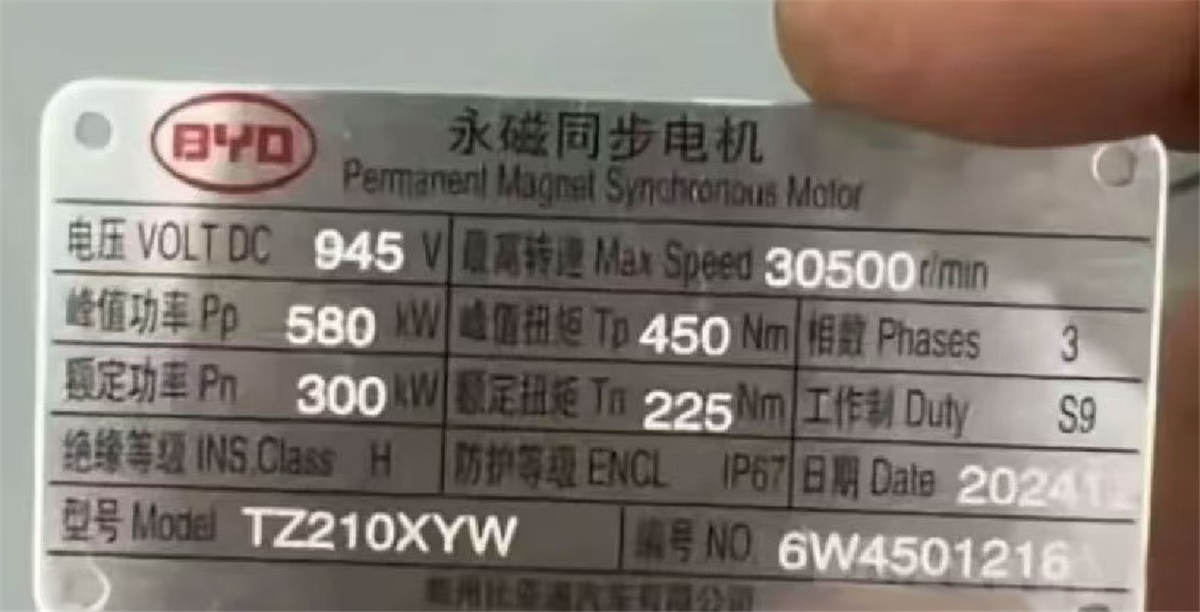 BYD 永磁同步电机
Permanent Magnet Synchronous Motor
电压 VOLT DC 945 V 最高转速 Max Speed 30500 r/min
峰值功率 Pp 580 kW 峰值扭矩 Tp 450 Nm 相数 Phases 3
额定功率 Pn 300 kW 额定扭矩 Tn 225 Nm 工作制 Duty S9
绝缘等级 INS.Class H 防护等级 ENCL IP67 日期 Date 202411
型号 Model TZ210XYW 编号 NO. 6W4501216